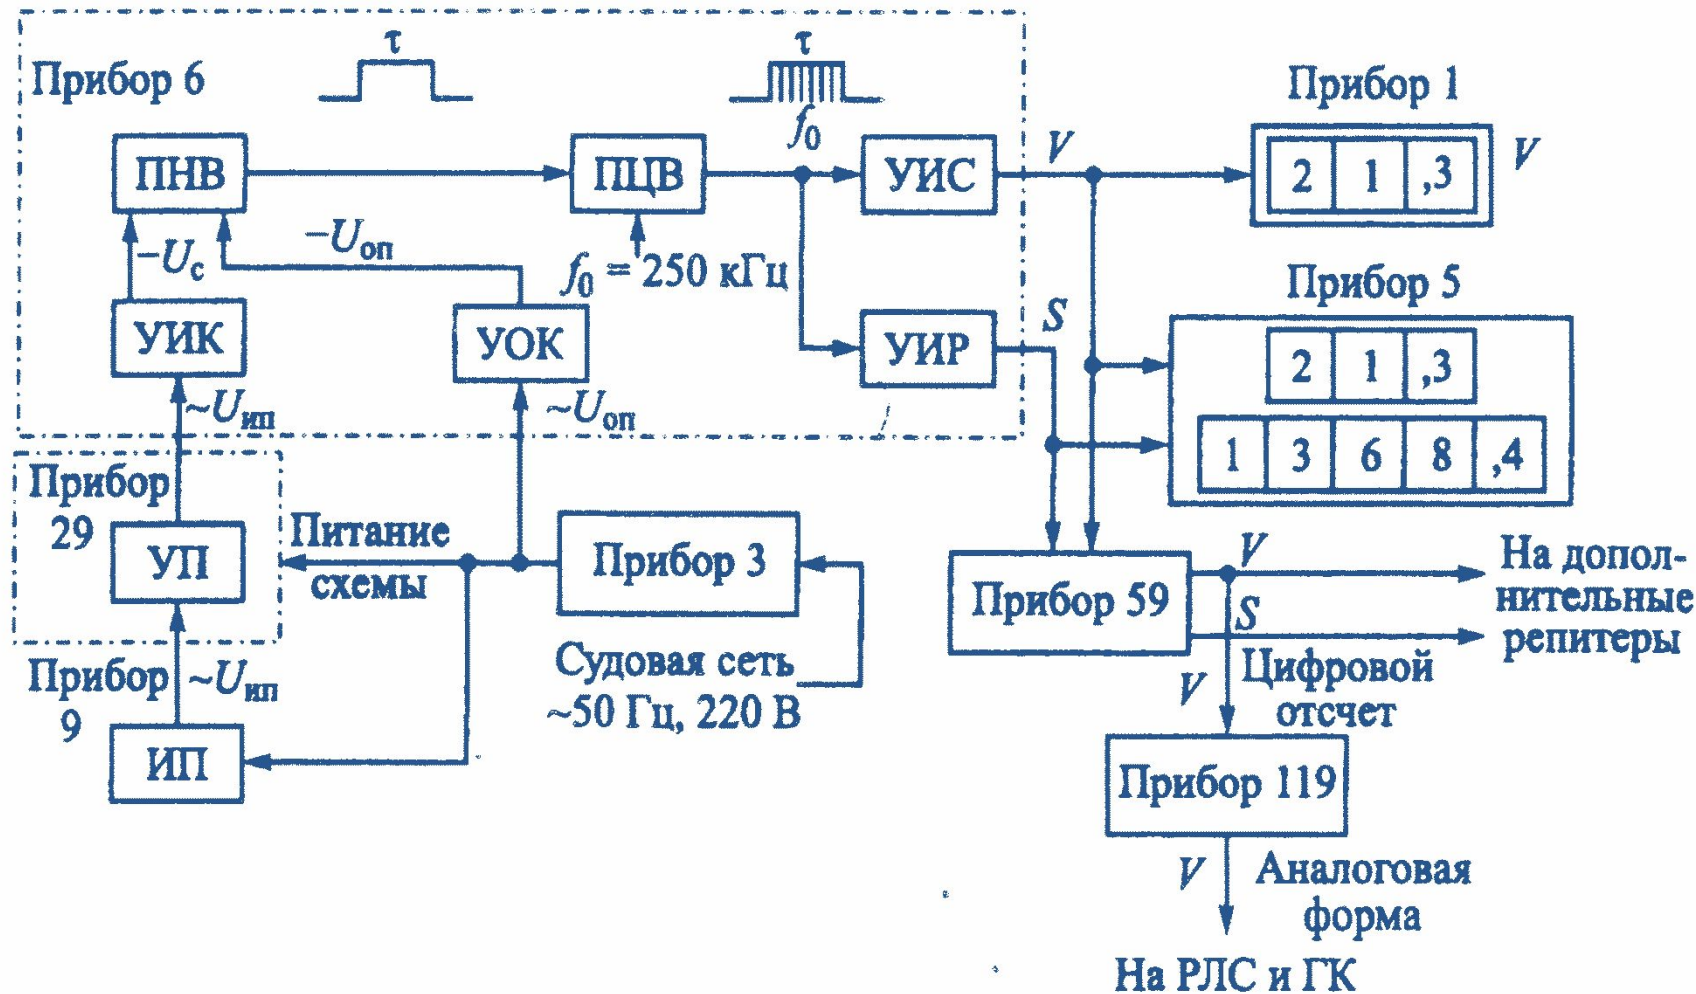 Прибор 6
τ
τ
f₀
ПНВ
ПЦВ
УИС
V
Прибор 1
2 1 ,3
V
−Uс
−Uоп
f₀ = 250 кГц
УИК
УОК
УИР
S
Прибор 5
2 1 ,3
1 3 6 8 ,4
~Uип
~Uоп
Прибор
29
УП
Питание
схемы
Прибор 3
Судовая сеть
~50 Гц, 220 В
Прибор
9
~Uип
ИП
Прибор 59
V
S
На допол-
нительные
репитеры
Цифровой
отсчет
V
Прибор 119
V
Аналоговая
форма
На РЛС и ГК